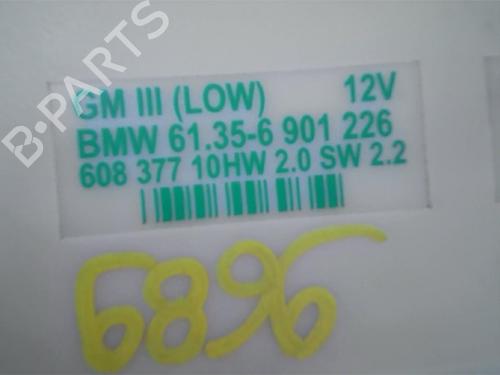 GM III (LOW) 12V
BMW 61.35-6 901 226
608 377 10HW 2.0 SW 2.2
6896
B-PARTS